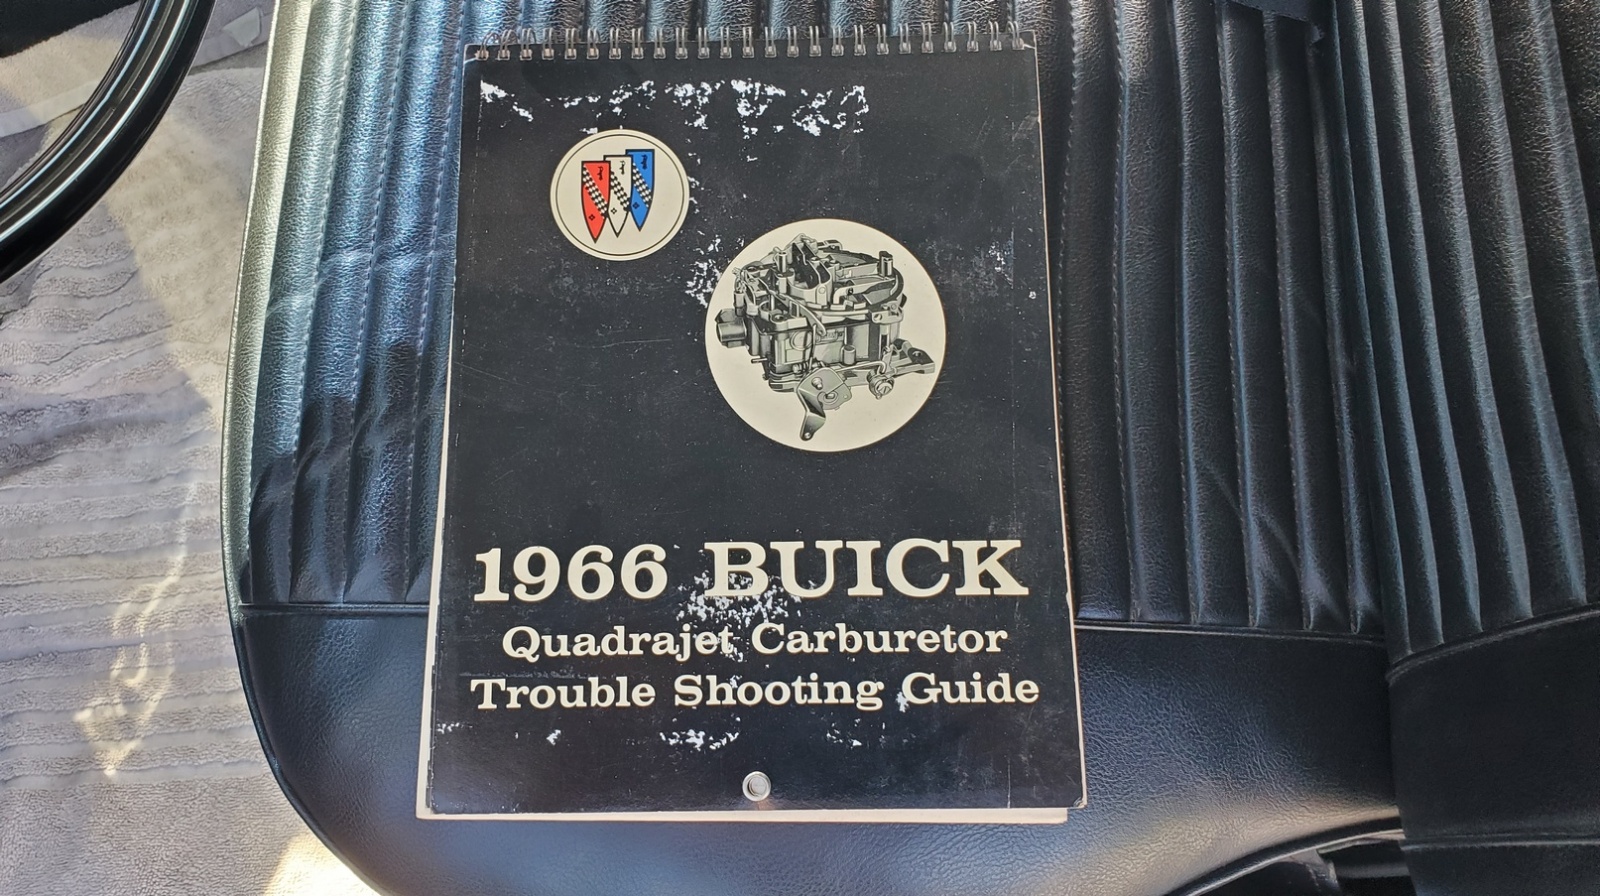 1966 BUICK
Quadrajet Carburetor
Trouble Shooting Guide